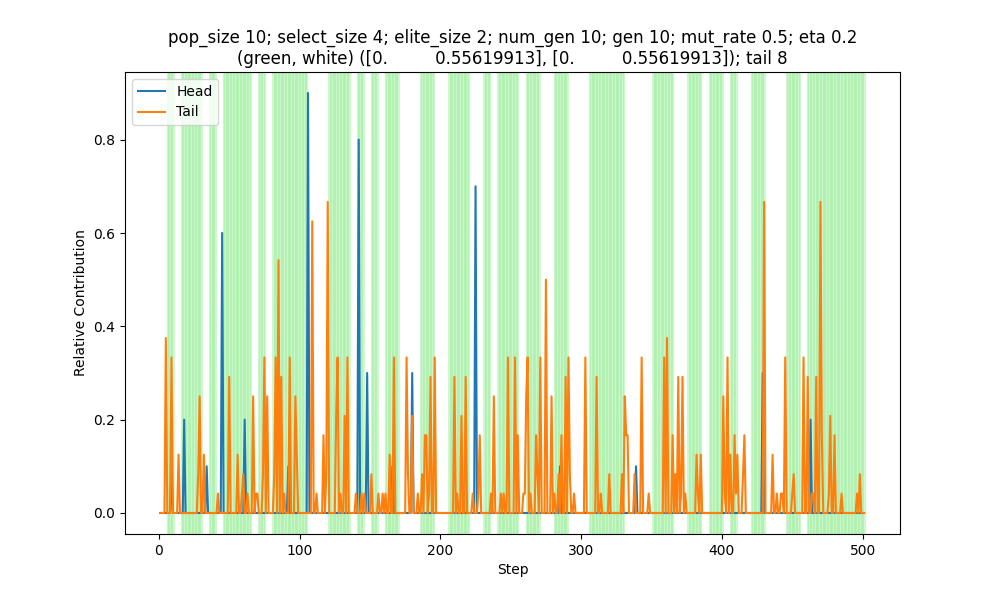 pop_size 10; select_size 4; elite_size 2; num_gen 10; gen 10; mut_rate 0.5; eta 0.2
(green, white) ([0. 0.55619913], [0. 0.55619913]); tail 8
Head
Tail
Relative Contribution
0.8
0.6
0.4
0.2
0.0
0 100 200 300 400 500
Step